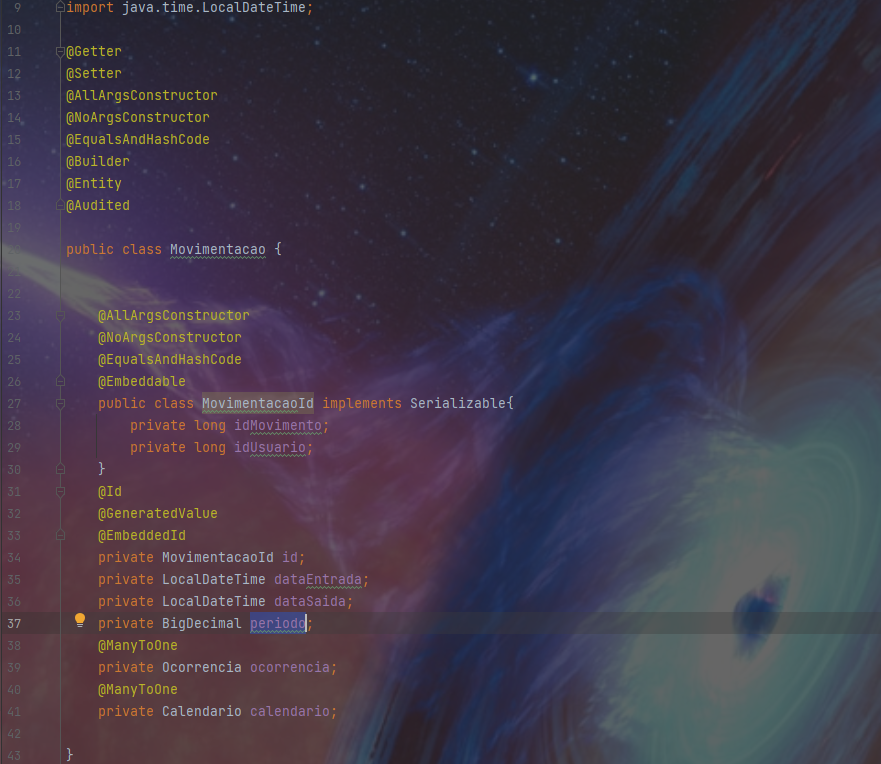 9 import java.time.LocalDateTime;
10
11 @Getter
12 @Setter
13 @AllArgsConstructor
14 @NoArgsConstructor
15 @EqualsAndHashCode
16 @Builder
17 @Entity
18 @Audited
19
public class Movimentacao {
22
23 @AllArgsConstructor
24 @NoArgsConstructor
25 @EqualsAndHashCode
26 @Embeddable
27 public class MovimentacaoId implements Serializable{
28 private long idMovimento;
29 private long idUsuario;
30 }
31 @Id
32 @GeneratedValue
33 @EmbeddedId
34 private MovimentacaoId id;
35 private LocalDateTime dataEntrada;
36 private LocalDateTime dataSaida;
37 private BigDecimal periodo;
38 @ManyToOne
39 private Ocorrencia ocorrencia;
40 @ManyToOne
41 private Calendario calendario;
42
43 }